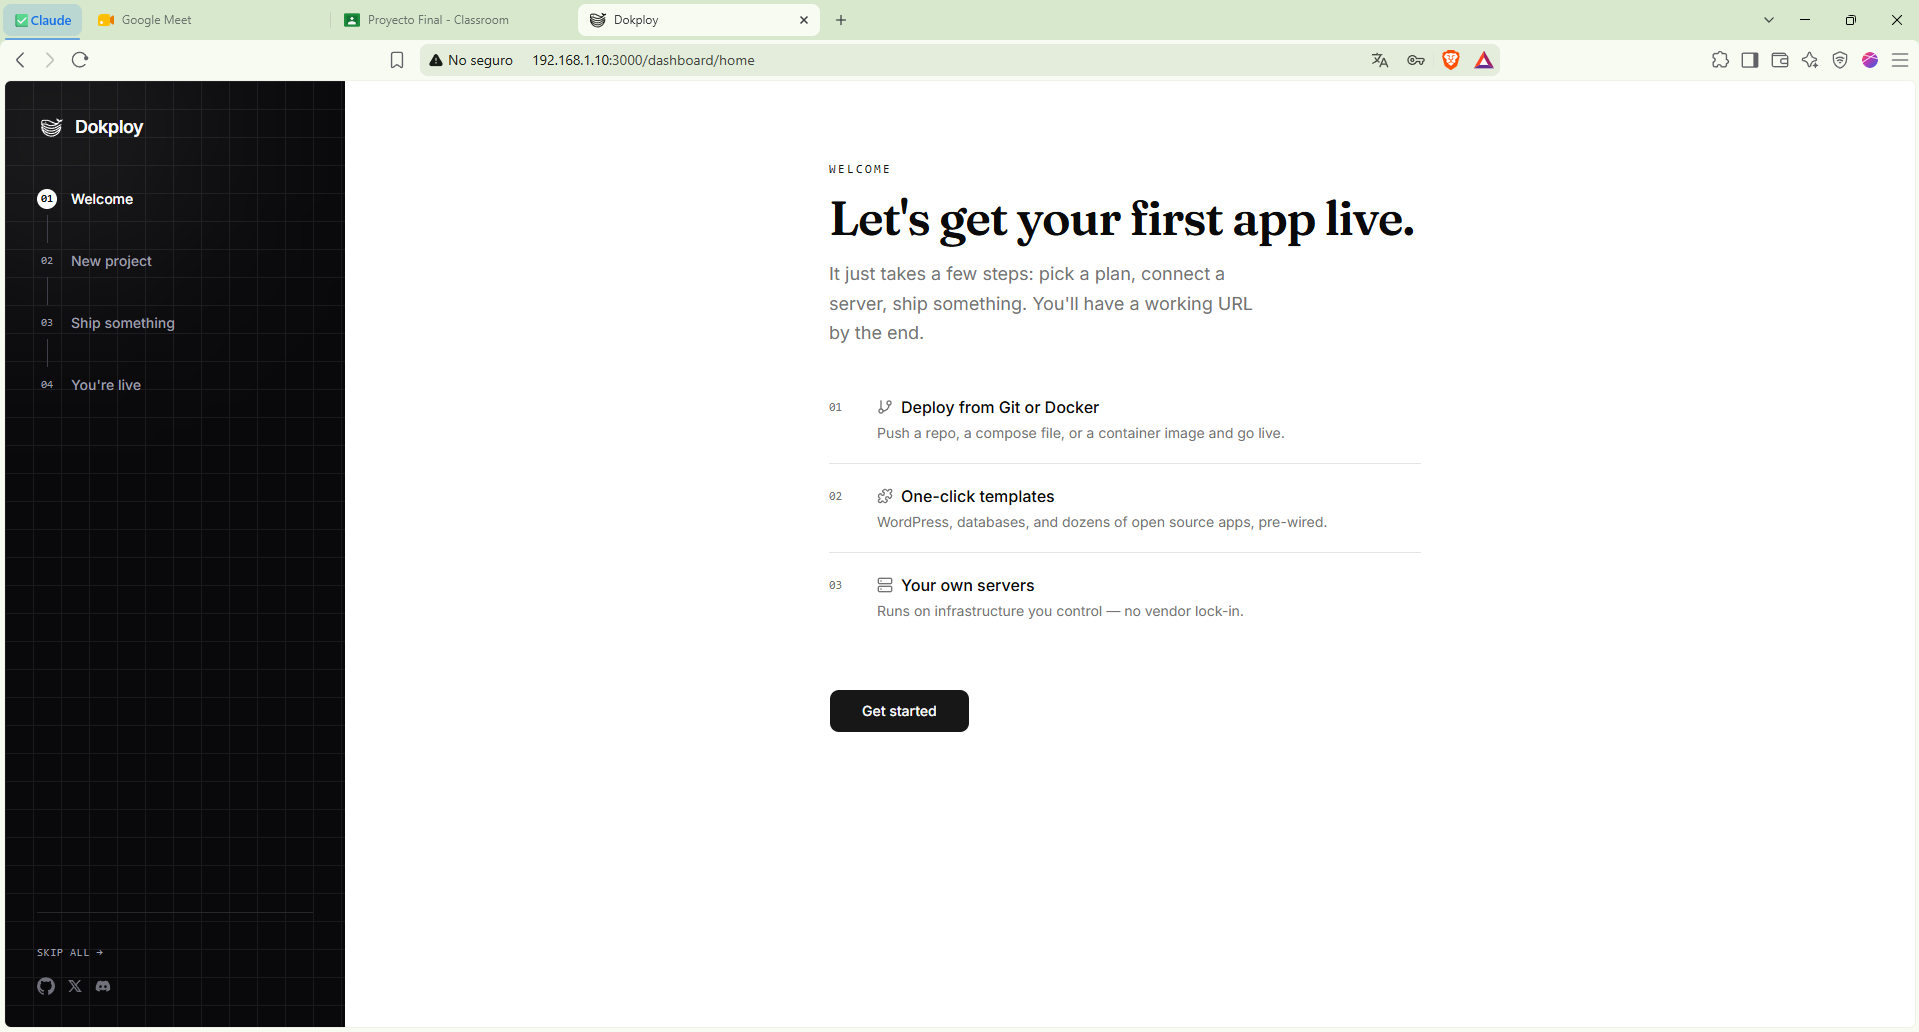 Claude
Google Meet
Proyecto Final - Classroom
Dokploy
No seguro
192.168.1.10:3000/dashboard/home
Dokploy
01 Welcome
02 New project
03 Ship something
04 You're live
SKIP ALL →
WELCOME
Let's get your first app live.
It just takes a few steps: pick a plan, connect a
server, ship something. You'll have a working URL
by the end.
01 Deploy from Git or Docker
Push a repo, a compose file, or a container image and go live.
02 One-click templates
WordPress, databases, and dozens of open source apps, pre-wired.
03 Your own servers
Runs on infrastructure you control — no vendor lock-in.
Get started